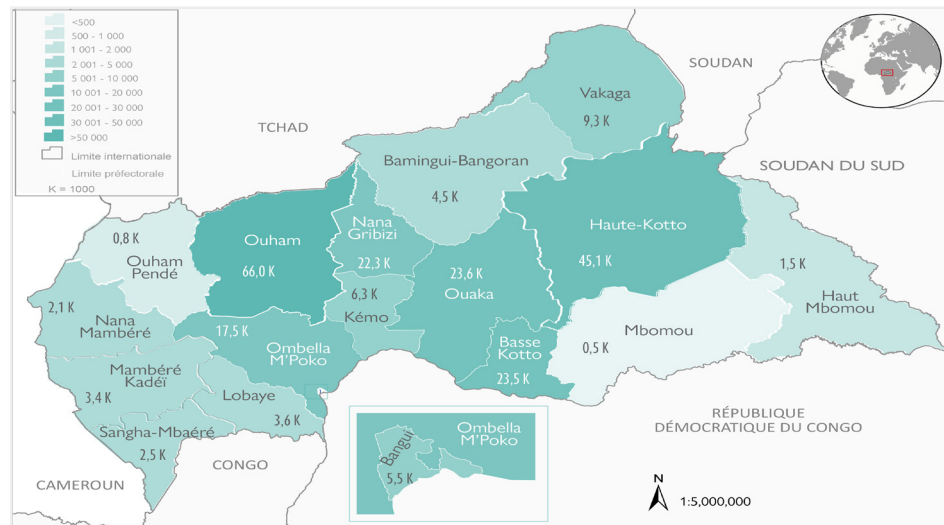 <500
500 - 1 000
1 001 - 2 000
2 001 - 5 000
5 001 - 10 000
10 001 - 20 000
20 001 - 30 000
30 001 - 50 000
>50 000
Limite internationale
Limite préfectorale
K = 1000
TCHAD
SOUDAN
SOUDAN DU SUD
Vakaga
9,3 K
Bamingui-Bangoran
4,5 K
0,8 K
Ouham
Pendé
Ouham
66,0 K
Nana
Gribizi
22,3 K
23,6 K
Ouaka
Haute-Kotto
45,1 K
1,5 K
Haut
Mbomou
2,1 K
Nana
Mambéré
17,5 K
Ombella
M'Poko
6,3 K
Kémo
Basse
Kotto
23,5 K
Mbomou
0,5 K
Mambéré
Kadéï
3,4 K
Lobaye
3,6 K
Sangha-Mbaéré
2,5 K
CAMEROUN
CONGO
Bangui
5,5 K
Ombella
M'Poko
RÉPUBLIQUE
DÉMOCRATIQUE DU CONGO
N
1:5,000,000